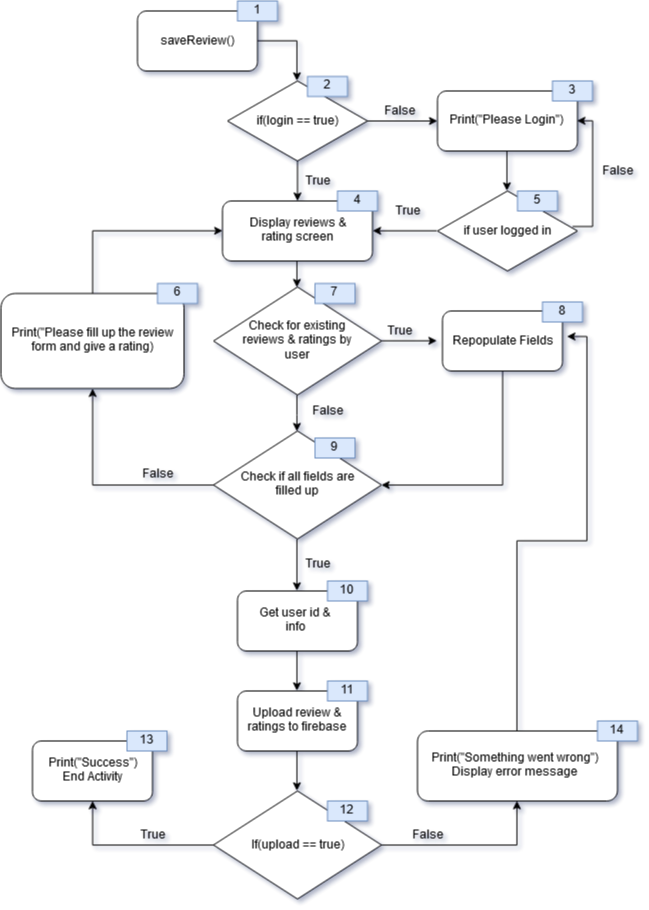 1
saveReview()
2
if(login == true)
False
3
Print("Please Login")
False
True
4
Display reviews &
rating screen
True
5
if user logged in
6
Print("Please fill up the review
form and give a rating)
7
Check for existing
reviews & ratings by
user
True
8
Repopulate Fields
False
9
Check if all fields are
filled up
False
True
10
Get user id &
info
11
Upload review &
ratings to firebase
13
Print("Success")
End Activity
14
Print("Something went wrong")
Display error message
12
If(upload == true)
True
False